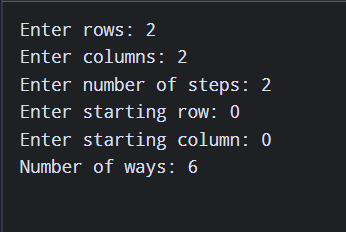 Enter rows: 2
Enter columns: 2
Enter number of steps: 2
Enter starting row: 0
Enter starting column: 0
Number of ways: 6